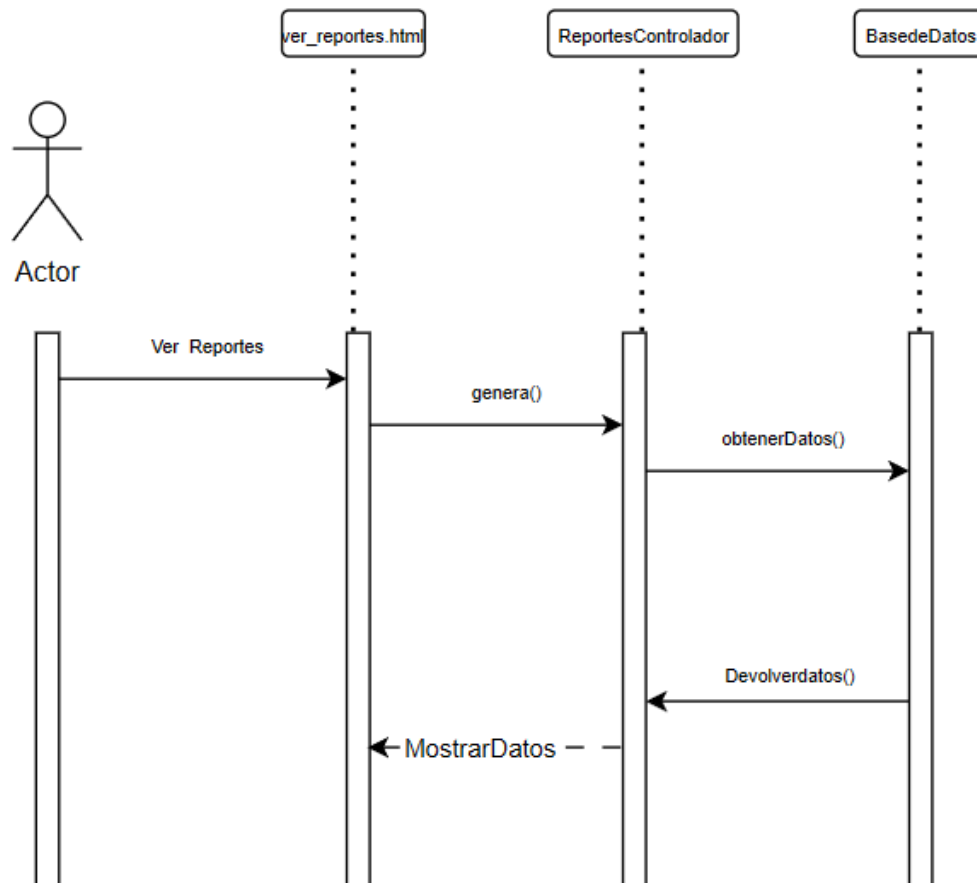 ver_reportes.html
ReportesControlador
BasedeDatos
Actor
Ver Reportes
genera()
obtenerDatos()
Devolverdatos()
MostrarDatos